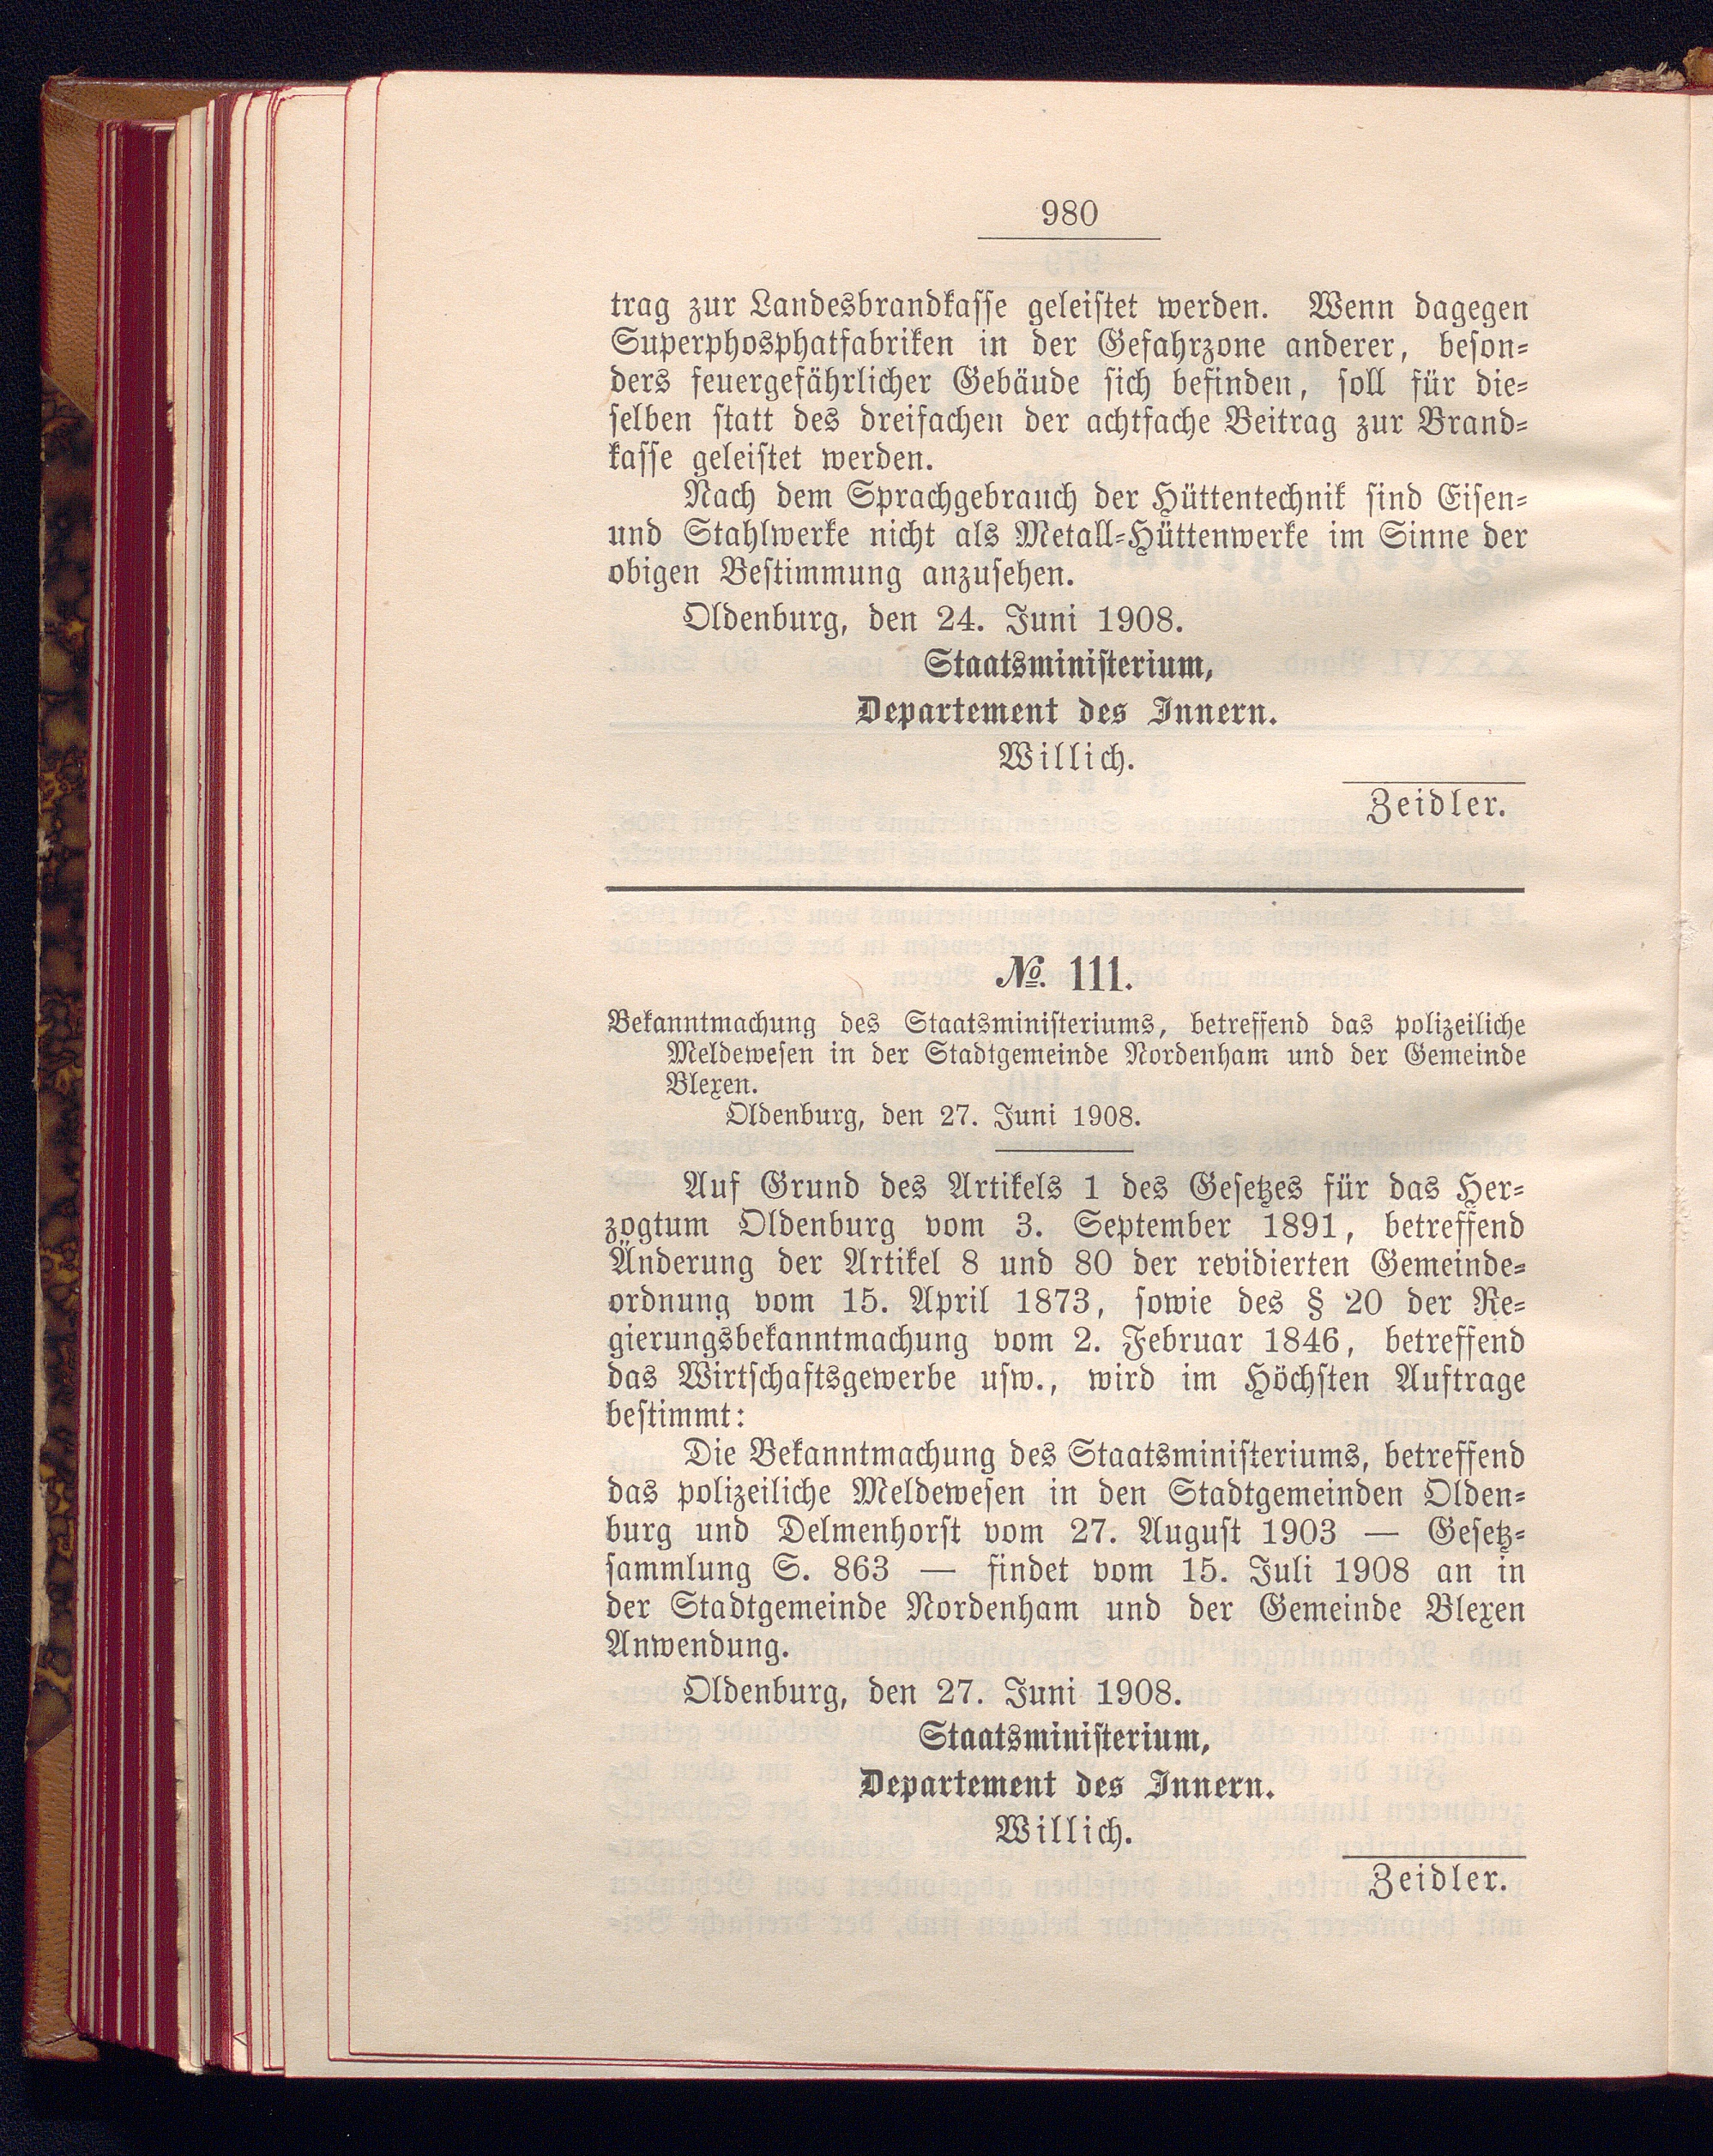 980
trag zur Landesbrandkasse geleistet werden. Wenn dagegen
Superphosphatfabriken in der Gefahrzone anderer, beson-
ders feuergefährlicher Gebäude sich befinden, soll für die-
selben statt des dreifachen der achtfache Beitrag zur Brand-
kasse geleistet werden.
Nach dem Sprachgebrauch der Hüttentechnik sind Eisen-
und Stahlwerke nicht als Metall-Hüttenwerke im Sinne der
obigen Bestimmung anzusehen.
Oldenburg, den 24. Juni 1908.
Staatsministerium,
Departement des Innern.
Willich.
Zeidler.
№. 111.
Bekanntmachung des Staatsministeriums, betreffend das polizeiliche
Meldewesen in der Stadtgemeinde Nordenham und der Gemeinde
Blexen.
Oldenburg, den 27. Juni 1908.
Auf Grund des Artikels 1 des Gesetzes für das Her-
zogtum Oldenburg vom 3. September 1891, betreffend
Änderung der Artikel 8 und 80 der revidierten Gemeinde-
ordnung vom 15. April 1873, sowie des § 20 der Re-
gierungsbekanntmachung vom 2. Februar 1846, betreffend
das Wirtschaftsgewerbe usw., wird im Höchsten Auftrage
bestimmt:
Die Bekanntmachung des Staatsministeriums, betreffend
das polizeiliche Meldewesen in den Stadtgemeinden Olden-
burg und Delmenhorst vom 27. August 1903 — Gesetz-
sammlung S. 863 — findet vom 15. Juli 1908 an in
der Stadtgemeinde Nordenham und der Gemeinde Blexen
Anwendung.
Oldenburg, den 27. Juni 1908.
Staatsministerium,
Departement des Innern.
Willich.
Zeidler.